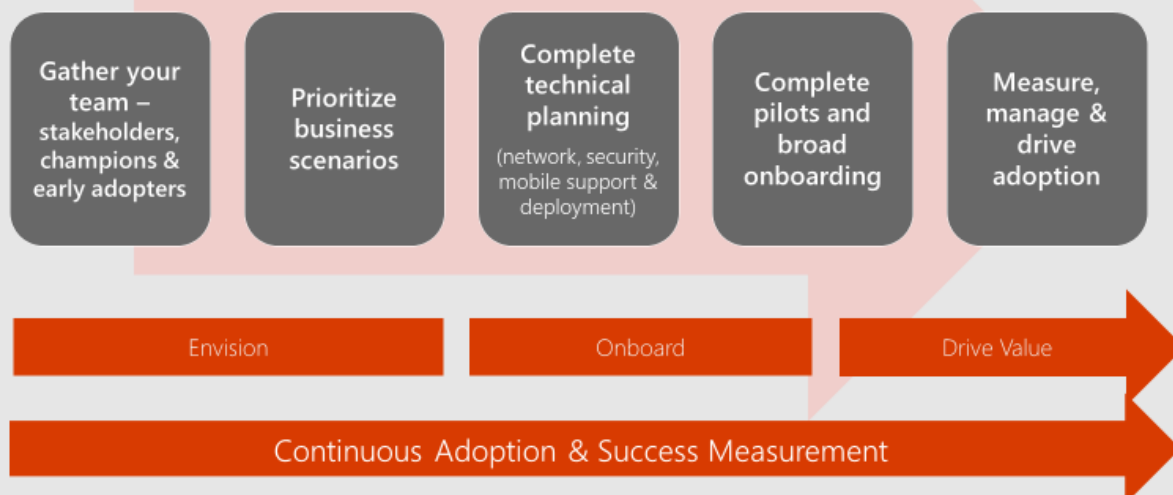 Gather your
team –
stakeholders,
champions &
early adopters
Prioritize
business
scenarios
Complete
technical
planning
(network, security,
mobile support &
deployment)
Complete
pilots and
broad
onboarding
Measure,
manage &
drive
adoption
Envision
Onboard
Drive Value
Continuous Adoption & Success Measurement